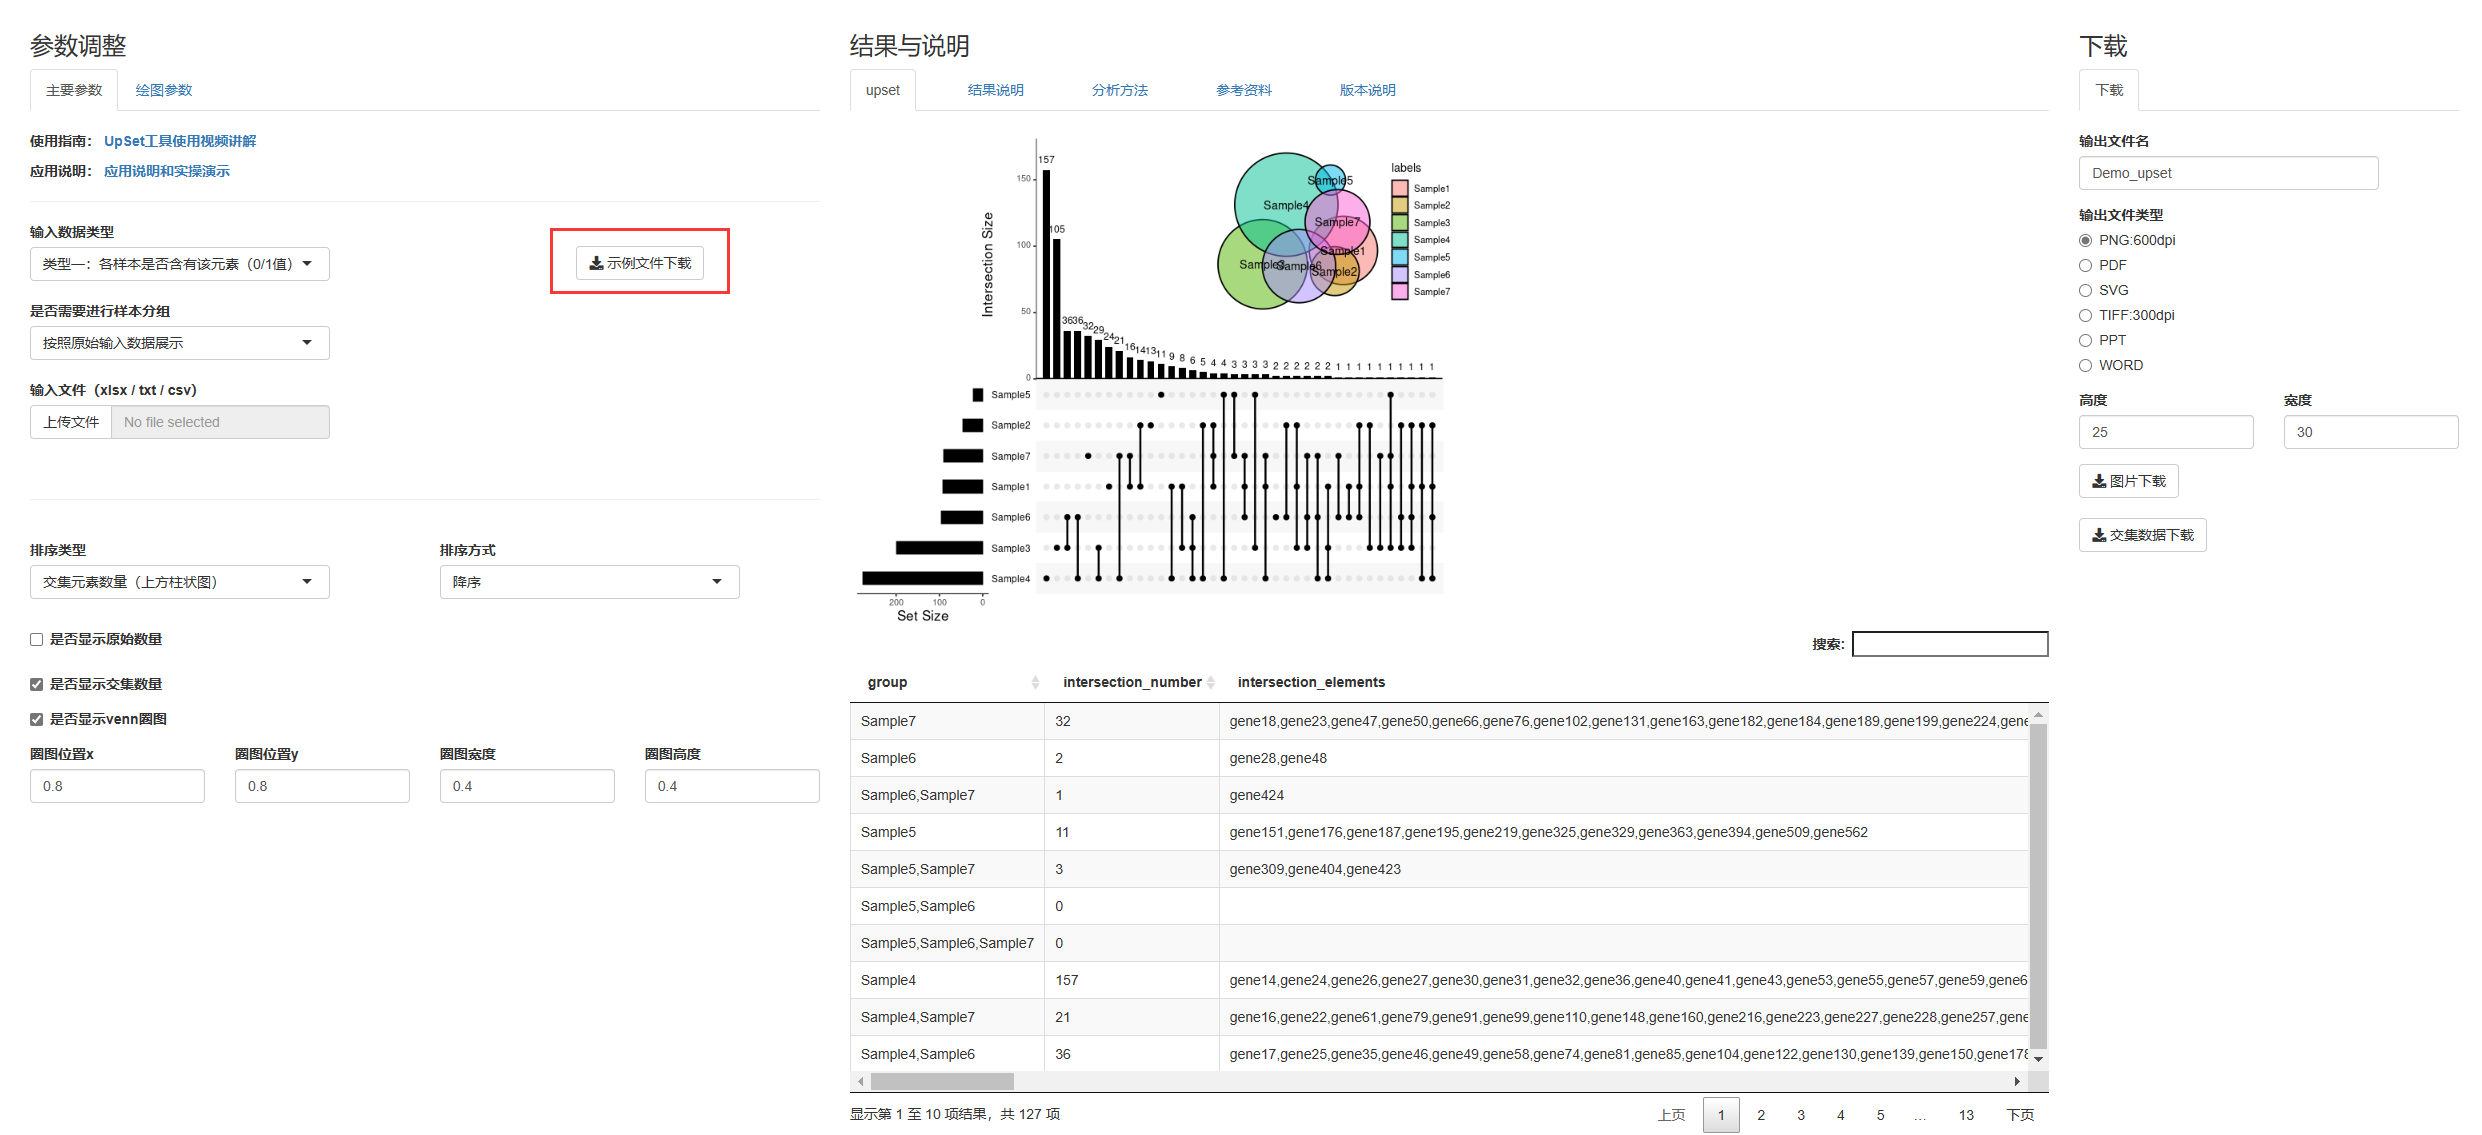 参数调整
主要参数
绘图参数
使用指南：
UpSet工具使用视频讲解
应用说明：
应用说明和实操演示
输入数据类型
类型一：各样本是否含有该元素（0/1值）
示例文件下载
是否需要进行样本分组
按照原始输入数据展示
输入文件（xlsx / txt / csv）
上传文件
No file selected
排序类型
排序方式
交集元素数量（上方柱状图）
降序
是否显示原始数量
是否显示交集数量
是否显示venn圈图
圈图位置x
圈图位置y
圈图宽度
圈图高度
0.8
0.8
0.4
0.4
结果与说明
upset
结果说明
分析方法
参考资料
版本说明
Intersection Size
150
100
50
0
157
105
36 36 32 29 24 21 16 14 13 11 9 8 6 5 4 4 3 3 3 3 2 2 2 2 2 2 1 1 1 1 1 1 1 1 1 1
Sample5
Sample4
Sample7
Sample1
Sample3
Sample6
Sample2
labels
Sample1
Sample2
Sample3
Sample4
Sample5
Sample6
Sample7
Sample5
Sample2
Sample7
Sample1
Sample6
Sample3
Sample4
200 100 0
Set Size
搜索:
group intersection_number intersection_elements
Sample7 32 gene18,gene23,gene47,gene50,gene66,gene76,gene102,gene131,gene163,gene182,gene184,gene189,gene199,gene224,gene
Sample6 2 gene28,gene48
Sample6,Sample7 1 gene424
Sample5 11 gene151,gene176,gene187,gene195,gene219,gene325,gene329,gene363,gene394,gene509,gene562
Sample5,Sample7 3 gene309,gene404,gene423
Sample5,Sample6 0
Sample5,Sample6,Sample7 0
Sample4 157 gene14,gene24,gene26,gene27,gene30,gene31,gene32,gene36,gene40,gene41,gene43,gene53,gene55,gene57,gene59,gene6
Sample4,Sample7 21 gene16,gene22,gene61,gene79,gene91,gene99,gene110,gene148,gene160,gene216,gene223,gene227,gene228,gene257,gene
Sample4,Sample6 36 gene17,gene25,gene35,gene46,gene49,gene58,gene74,gene81,gene85,gene104,gene122,gene130,gene139,gene150,gene178
显示第 1 至 10 项结果，共 127 项
上页 1 2 3 4 5 … 13 下页
下载
下载
输出文件名
Demo_upset
输出文件类型
PNG:600dpi
PDF
SVG
TIFF:300dpi
PPT
WORD
高度
宽度
25
30
图片下载
交集数据下载